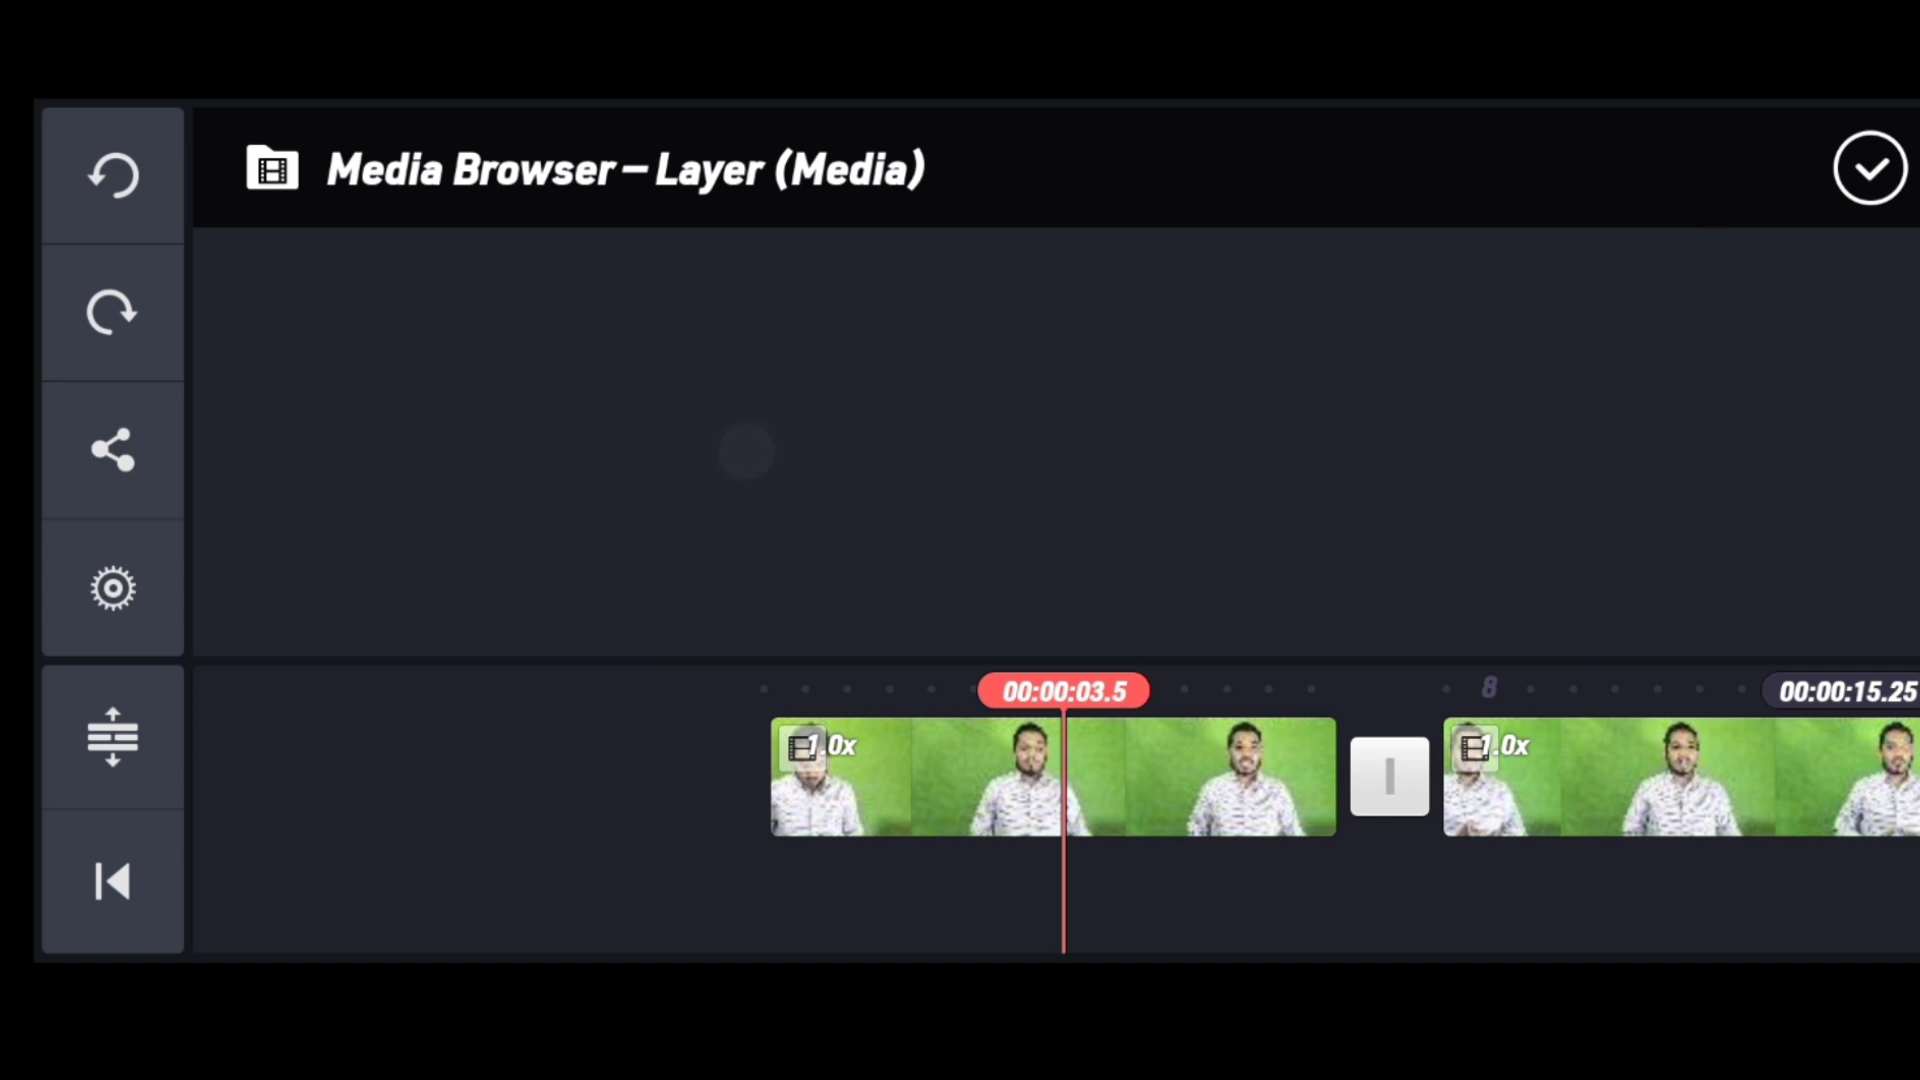 Media Browser – Layer (Media)
00:00:03.5
8
00:00:15.25
1.0x
1.0x